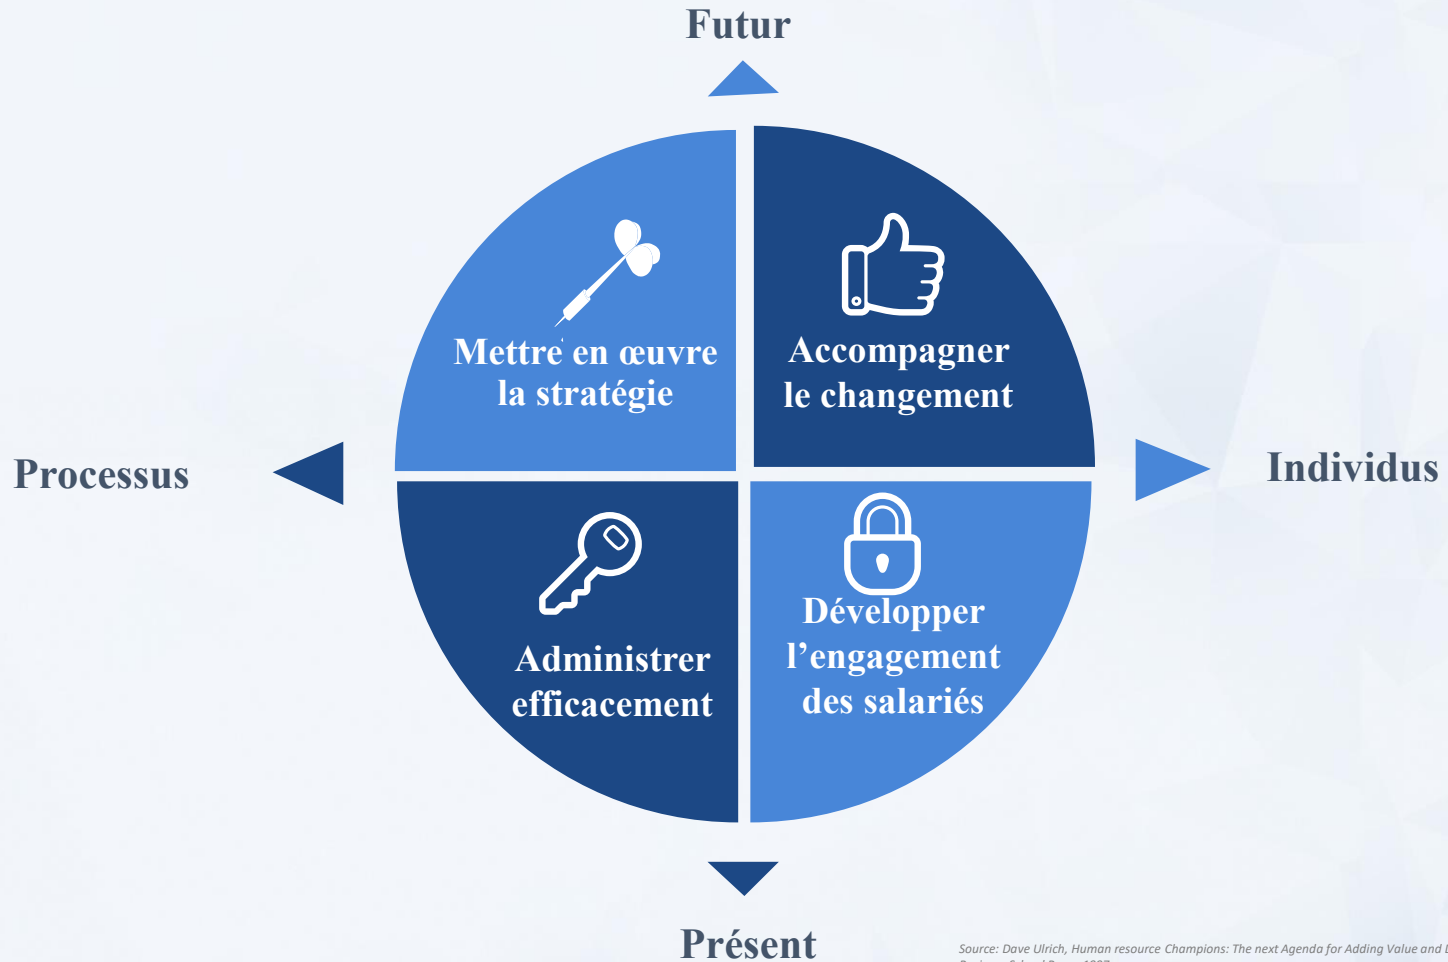 Futur
Mettre en œuvre
la stratégie
Accompagner
le changement
Processus
Individus
Administrer
efficacement
Développer
l’engagement
des salariés
Présent
Source: Dave Ulrich, Human resource Champions: The next Agenda for Adding Value and